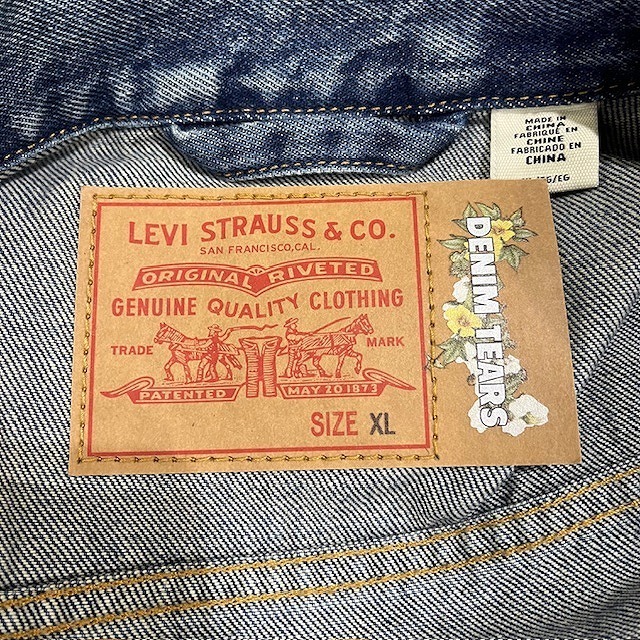 MADE IN
CHINA
FABRIQUÉ EN
CHINE
FABRICADO EN
CHINA
LEVI STRAUSS & CO.
SAN FRANCISCO, CAL.
ORIGINAL RIVETED
GENUINE QUALITY CLOTHING
TRADE MARK
PATENTED MAY 20 1873
SIZE XL
DENIM TEARS